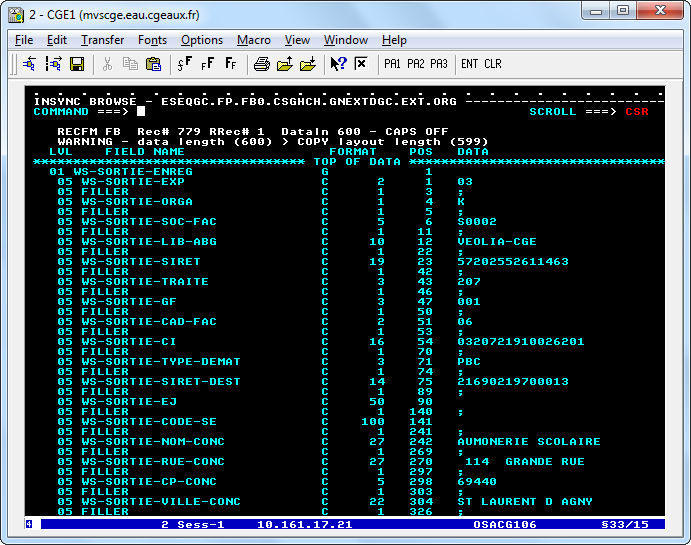 2 - CGE1 (mvscge.eau.cgeaux.fr)
File Edit Transfer Fonts Options Macro View Window Help
PA1 PA2 PA3 ENT CLR
INSYNC BROWSE - ESEQGC.FP.FB0.CSGHCH.GNEXTDGC.EXT.ORG -------------------------
COMMAND ===> SCROLL ===> CSR
RECFM FB Rec# 779 RRec# 1 DataIn 600 - CAPS OFF
WARNING - data length (600) > COPY layout length (599)
LVL FIELD NAME FORMAT POS DATA
*********************************** TOP OF DATA ********************************
01 WS-SORTIE-ENREG G 1
05 WS-SORTIE-EXP C 2 1 03
05 FILLER C 1 3 ;
05 WS-SORTIE-ORGA C 1 4 K
05 FILLER C 1 5 ;
05 WS-SORTIE-SOC-FAC C 5 6 S0002
05 FILLER C 1 11 ;
05 WS-SORTIE-LIB-ABG C 10 12 VEOLIA-CGE
05 FILLER C 1 22 ;
05 WS-SORTIE-SIRET C 19 23 57202552611463
05 FILLER C 1 42 ;
05 WS-SORTIE-TRAITE C 3 43 207
05 FILLER C 1 46 ;
05 WS-SORTIE-GF C 3 47 001
05 FILLER C 1 50 ;
05 WS-SORTIE-CAD-FAC C 2 51 06
05 FILLER C 1 53 ;
05 WS-SORTIE-CI C 16 54 0320721910026201
05 FILLER C 1 70 ;
05 WS-SORTIE-TYPE-DEMAT C 3 71 PBC
05 FILLER C 1 74 ;
05 WS-SORTIE-SIRET-DEST C 14 75 21690219700013
05 FILLER C 1 89 ;
05 WS-SORTIE-EJ C 50 90
05 FILLER C 1 140 ;
05 WS-SORTIE-CODE-SE C 100 141
05 FILLER C 1 241 ;
05 WS-SORTIE-NOM-CONC C 27 242 AUMONERIE SCOLAIRE
05 FILLER C 1 269 ;
05 WS-SORTIE-RUE-CONC C 27 270 114 GRANDE RUE
05 FILLER C 1 297 ;
05 WS-SORTIE-CP-CONC C 5 298 69440
05 FILLER C 1 303 ;
05 WS-SORTIE-VILLE-CONC C 22 304 ST LAURENT D AGNY
05 FILLER C 1 326 ;
2 Sess-1 10.161.17.21 OSACG106 §33/15